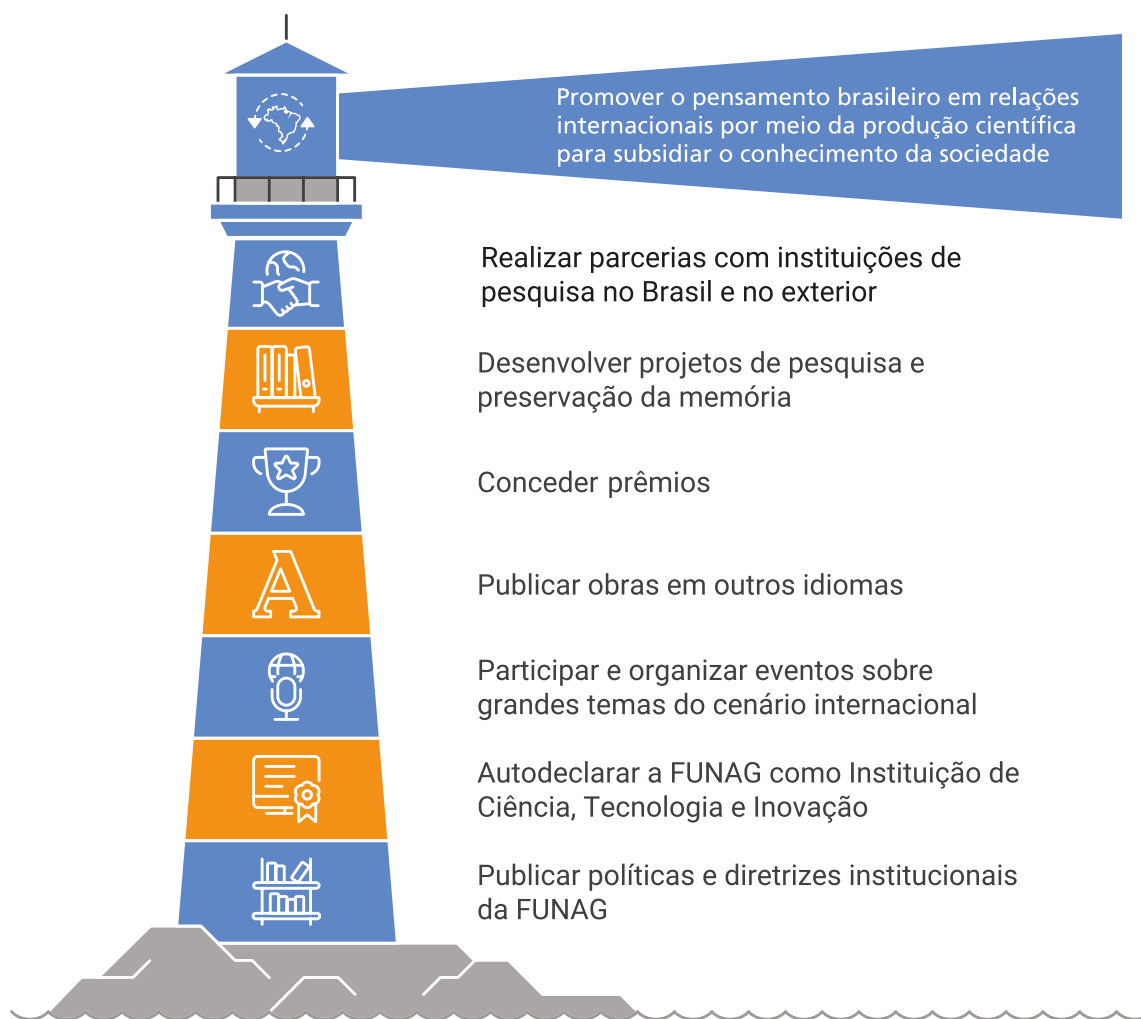 Promover o pensamento brasileiro em relações
internacionais por meio da produção científica
para subsidiar o conhecimento da sociedade
Realizar parcerias com instituições de
pesquisa no Brasil e no exterior
Desenvolver projetos de pesquisa e
preservação da memória
Conceder prêmios
A
Publicar obras em outros idiomas
Participar e organizar eventos sobre
grandes temas do cenário internacional
Autodeclarar a FUNAG como Instituição de
Ciência, Tecnologia e Inovação
Publicar políticas e diretrizes institucionais
da FUNAG